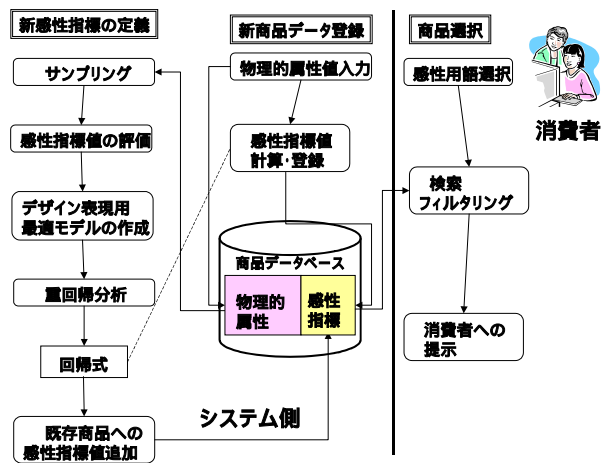 新感性指標の定義
サンプリング
感性指標値の評価
デザイン表現用
最適モデルの作成
重回帰分析
回帰式
既存商品への
感性指標値追加
新商品データ登録
物理的属性値入力
感性指標値
計算・登録
商品データベース
物理的
属性
感性
指標
システム側
商品選択
感性用語選択
検索
フィルタリング
消費者への
提示
消費者